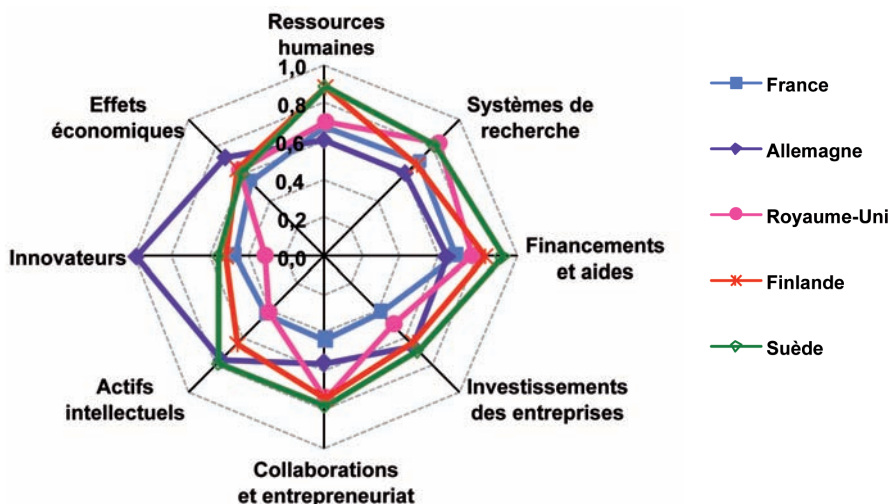 Ressources
humaines
1,0
0,8
0,6
0,4
0,2
0,0
Systèmes de
recherche
Financements
et aides
Investissements
des entreprises
Collaborations
et entrepreneuriat
Actifs
intellectuels
Innovateurs
Effets
économiques
France
Allemagne
Royaume-Uni
Finlande
Suède